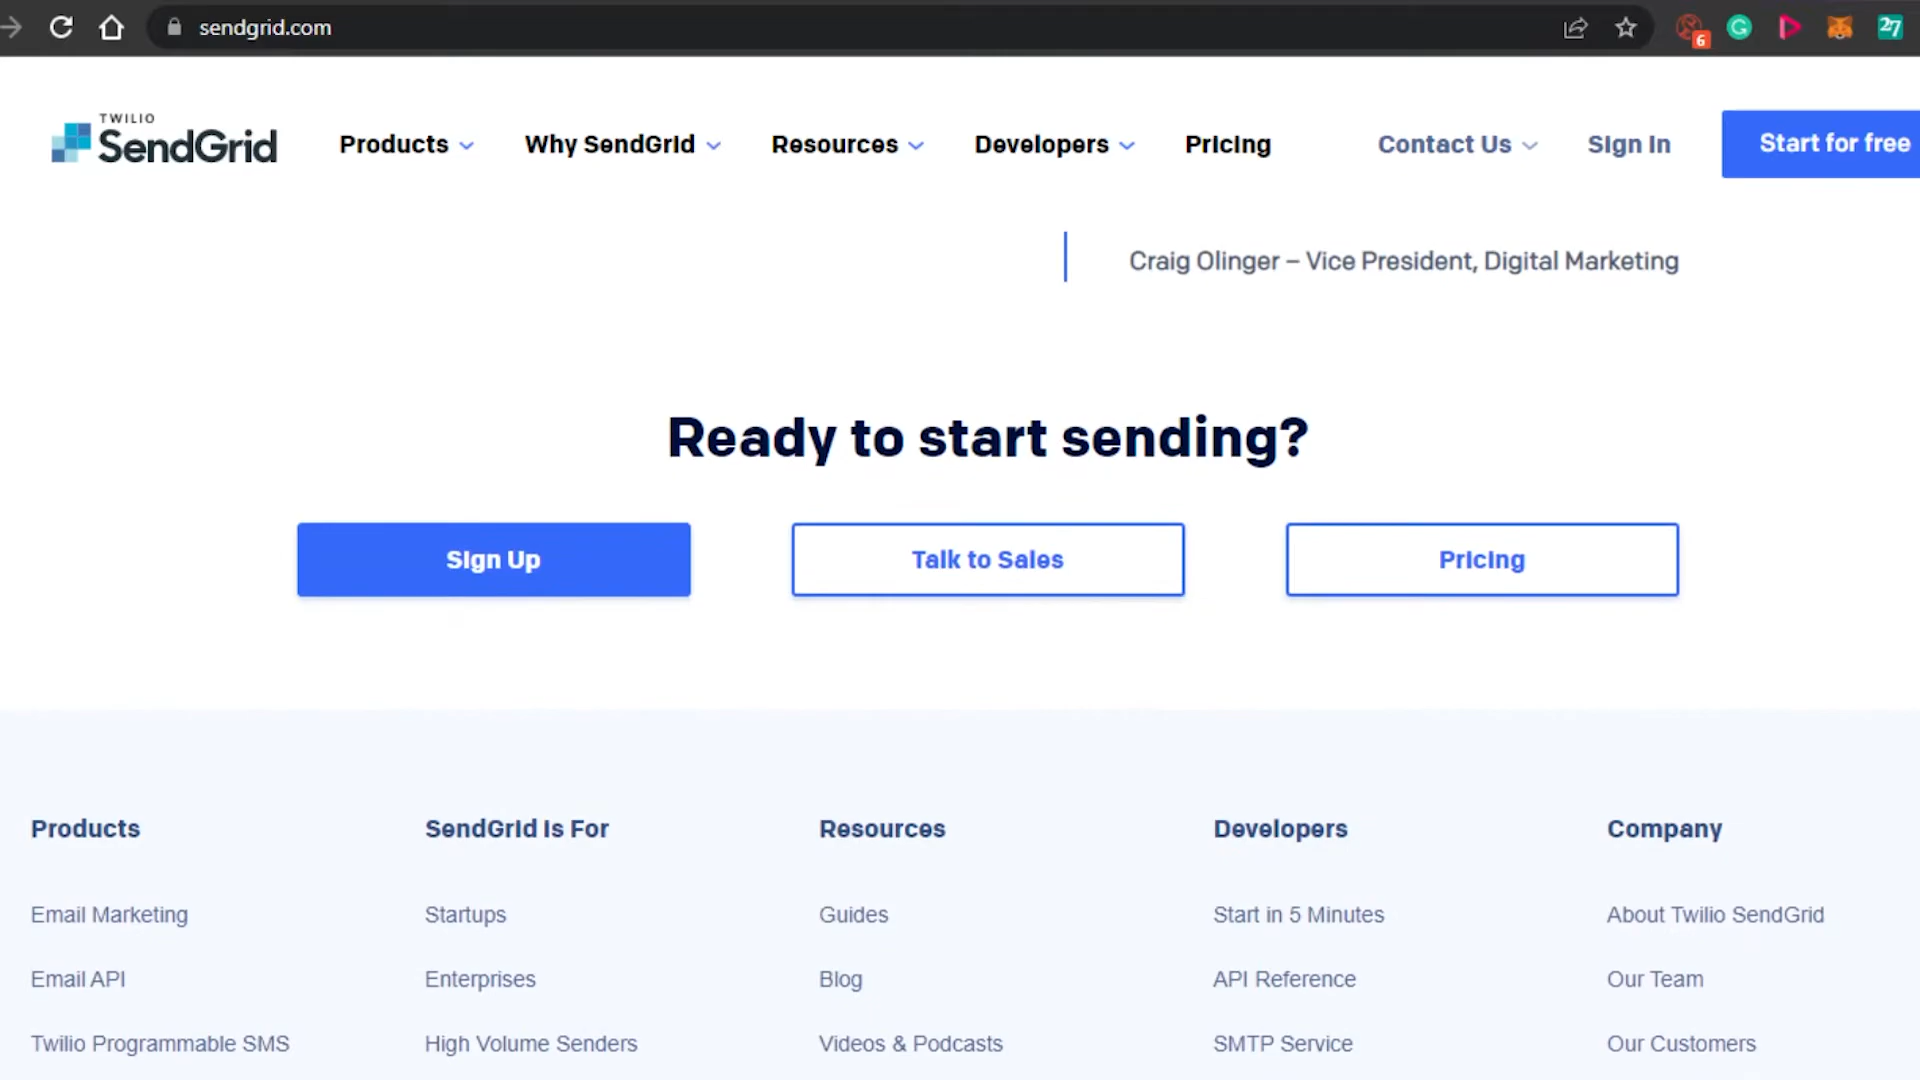 sendgrid.com
6
G
27
TWILIO
SendGrid
Products
Why SendGrid
Resources
Developers
Pricing
Contact Us
Sign In
Start for free
Craig Olinger – Vice President, Digital Marketing
Ready to start sending?
Sign Up
Talk to Sales
Pricing
Products
SendGrid Is For
Resources
Developers
Company
Email Marketing
Startups
Guides
Start in 5 Minutes
About Twilio SendGrid
Email API
Enterprises
Blog
API Reference
Our Team
Twilio Programmable SMS
High Volume Senders
Videos & Podcasts
SMTP Service
Our Customers